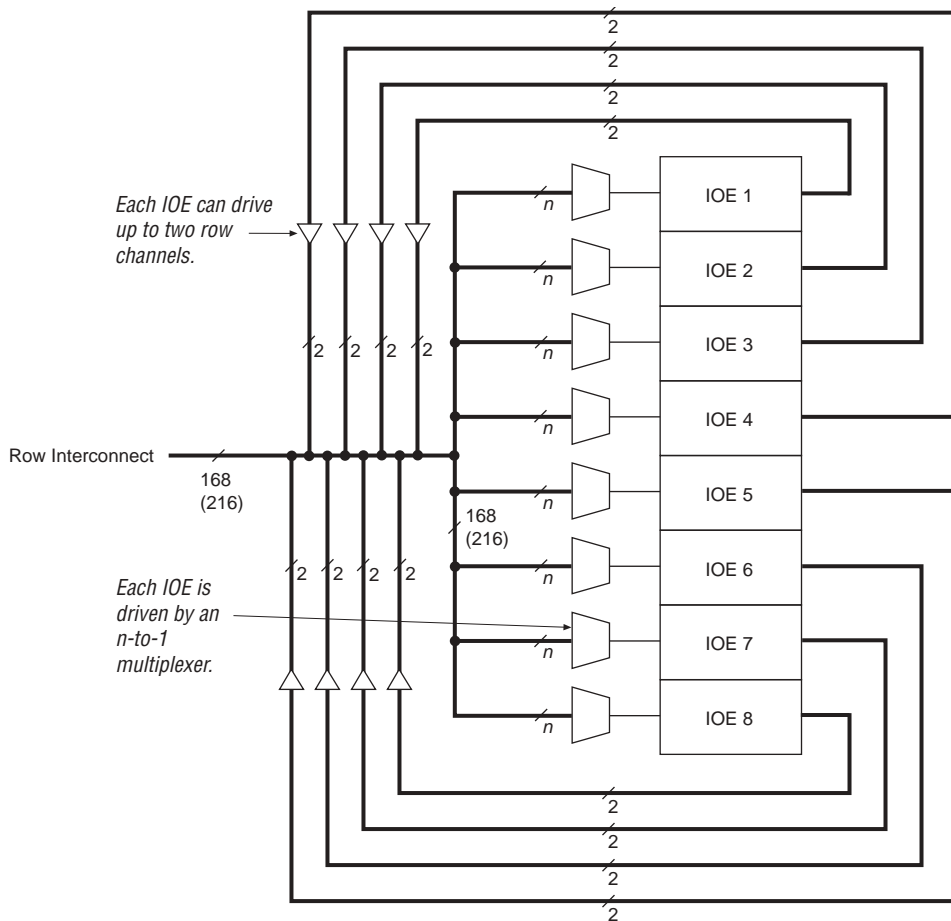 2
2
2
2
Each IOE can drive
up to two row
channels.
n
IOE 1
n
IOE 2
2
2
2
2
n
IOE 3
n
IOE 4
Row Interconnect
168
(216)
n
IOE 5
168
(216)
2
2
2
2
n
IOE 6
Each IOE is
driven by an
n-to-1
multiplexer.
n
IOE 7
n
IOE 8
2
2
2
2